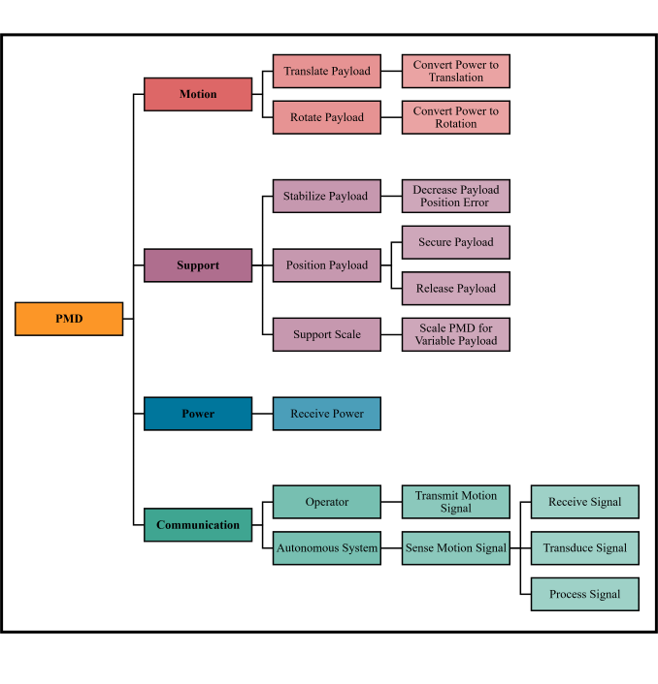 PMD
Motion
Translate Payload
Convert Power to
Translation
Rotate Payload
Convert Power to
Rotation
Support
Stabilize Payload
Decrease Payload
Position Error
Position Payload
Secure Payload
Release Payload
Support Scale
Scale PMD for
Variable Payload
Power
Receive Power
Communication
Operator
Transmit Motion
Signal
Autonomous System
Sense Motion Signal
Receive Signal
Transduce Signal
Process Signal